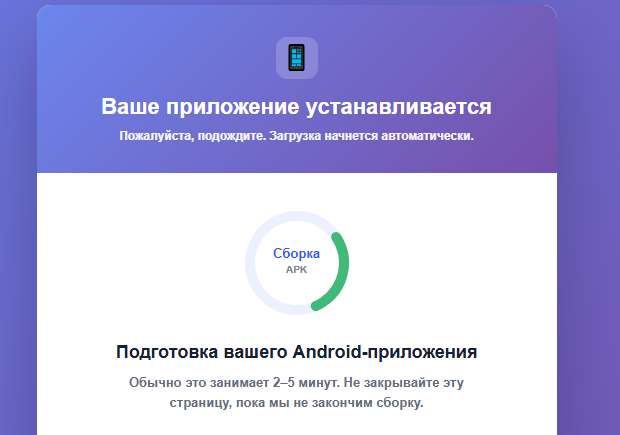 Ваше приложение устанавливается
Пожалуйста, подождите. Загрузка начнется автоматически.
Сборка
АРК
Подготовка вашего Android-приложения
Обычно это занимает 2–5 минут. Не закрывайте эту
страницу, пока мы не закончим сборку.